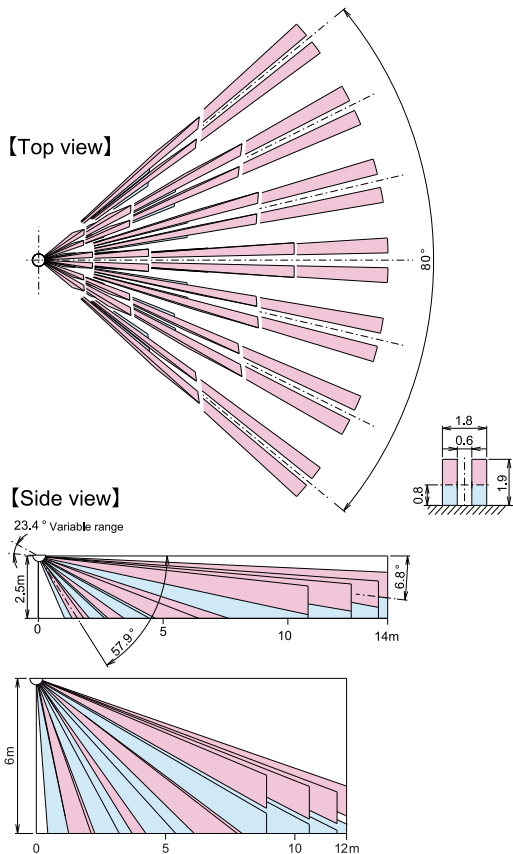 【Top view】
80°
1.8
0.6
0.8
1.9
【Side view】
23.4° Variable range
2.5m
6.8°
57.9°
0
5
10
14m
6m
0
5
10
12m